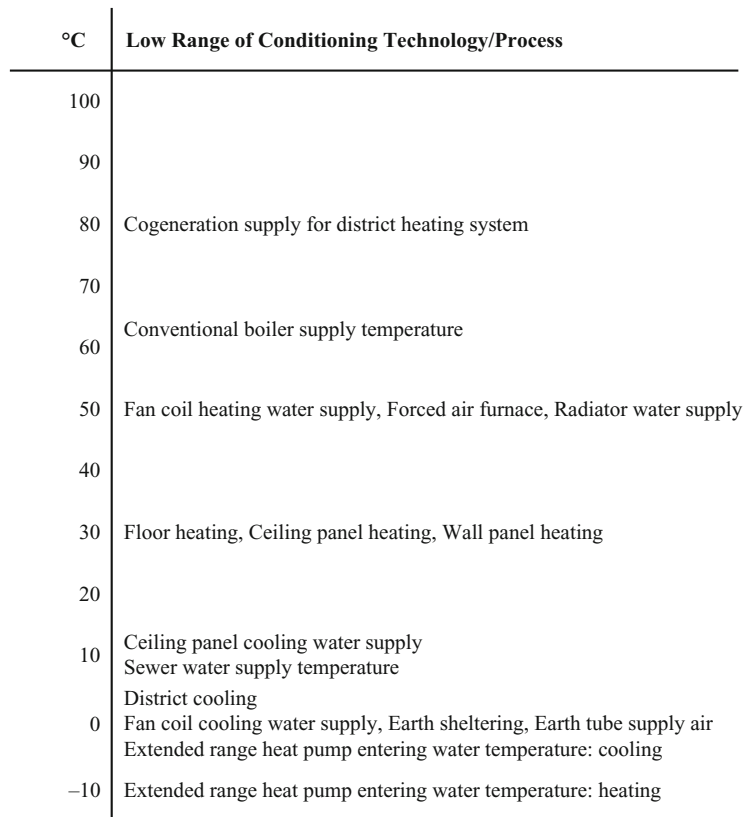 °C Low Range of Conditioning Technology/Process
100
90
80 Cogeneration supply for district heating system
70
Conventional boiler supply temperature
60
50 Fan coil heating water supply, Forced air furnace, Radiator water supply
40
30 Floor heating, Ceiling panel heating, Wall panel heating
20
Ceiling panel cooling water supply
10
Sewer water supply temperature
District cooling
0 Fan coil cooling water supply, Earth sheltering, Earth tube supply air
Extended range heat pump entering water temperature: cooling
–10 Extended range heat pump entering water temperature: heating